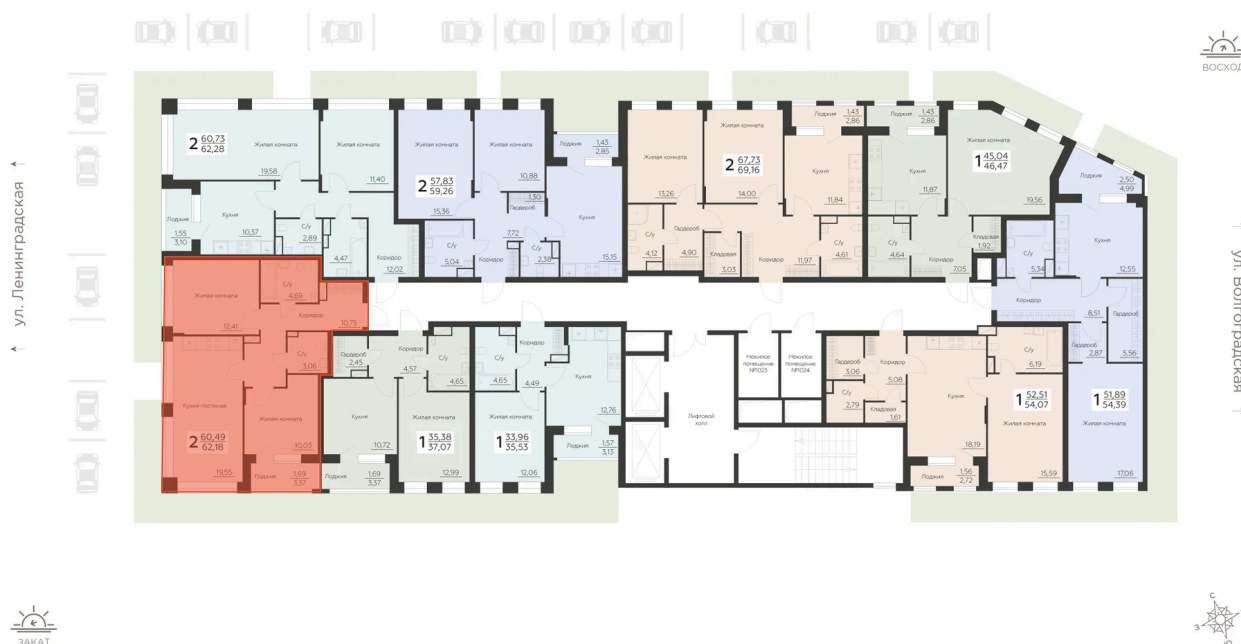 ВОСХОД
ул. Ленинградская
ул. Волгоградская
2 60,73
62,28
Жилая комната
19,58
Жилая комната
11,40
Лоджия
1,55
3,10
Кухня
10,37
С/у
2,89
4,47
Коридор
12,02
2 57,83
59,26
15,36
Жилая комната
10,88
Лоджия
1,43
2,85
1,30
Гардероб
7,72
С/у
5,04
Коридор
С/у
2,38
Кухня
15,15
Жилая комната
13,26
Жилая комната
2 67,73
69,16
14,00
Лоджия
1,43
2,86
Кухня
11,84
С/у
4,12
Гардероб
4,90
Кладовая
3,03
Коридор
11,97
С/у
4,61
Лоджия
1,43
2,86
Кухня
11,87
Жилая комната
1 45,04
46,47
19,56
С/у
4,64
Кладовая
1,92
Коридор
7,05
Лоджия
2,50
4,99
Кухня
12,55
С/у
5,34
Коридор
8,51
Гардероб
2,87
Гардероб
5,56
1 51,89
54,39
Жилая комната
17,06
Жилая комната
12,41
С/у
4,69
Коридор
10,75
С/у
3,06
Кухня-гостиная
2 60,49
62,18
19,55
Жилая комната
10,03
Лоджия
1,69
3,37
Гардероб
2,45
Коридор
4,57
С/у
4,65
Кухня
10,72
Лоджия
1,69
3,37
Жилая комната
1 35,38
37,07
12,99
С/у
4,65
Коридор
4,49
Кухня
12,76
Жилая комната
1 33,96
35,53
12,06
Лоджия
1,57
3,13
Лифтовой
холл
Нежилое
помещение
№1023
Нежилое
помещение
№1024
Гардероб
3,06
Коридор
5,08
С/у
2,79
Кладовая
1,61
Кухня
18,19
Лоджия
1,56
2,72
С/у
6,19
1 52,51
54,07
Жилая комната
15,59
ЗАКАТ
С
З